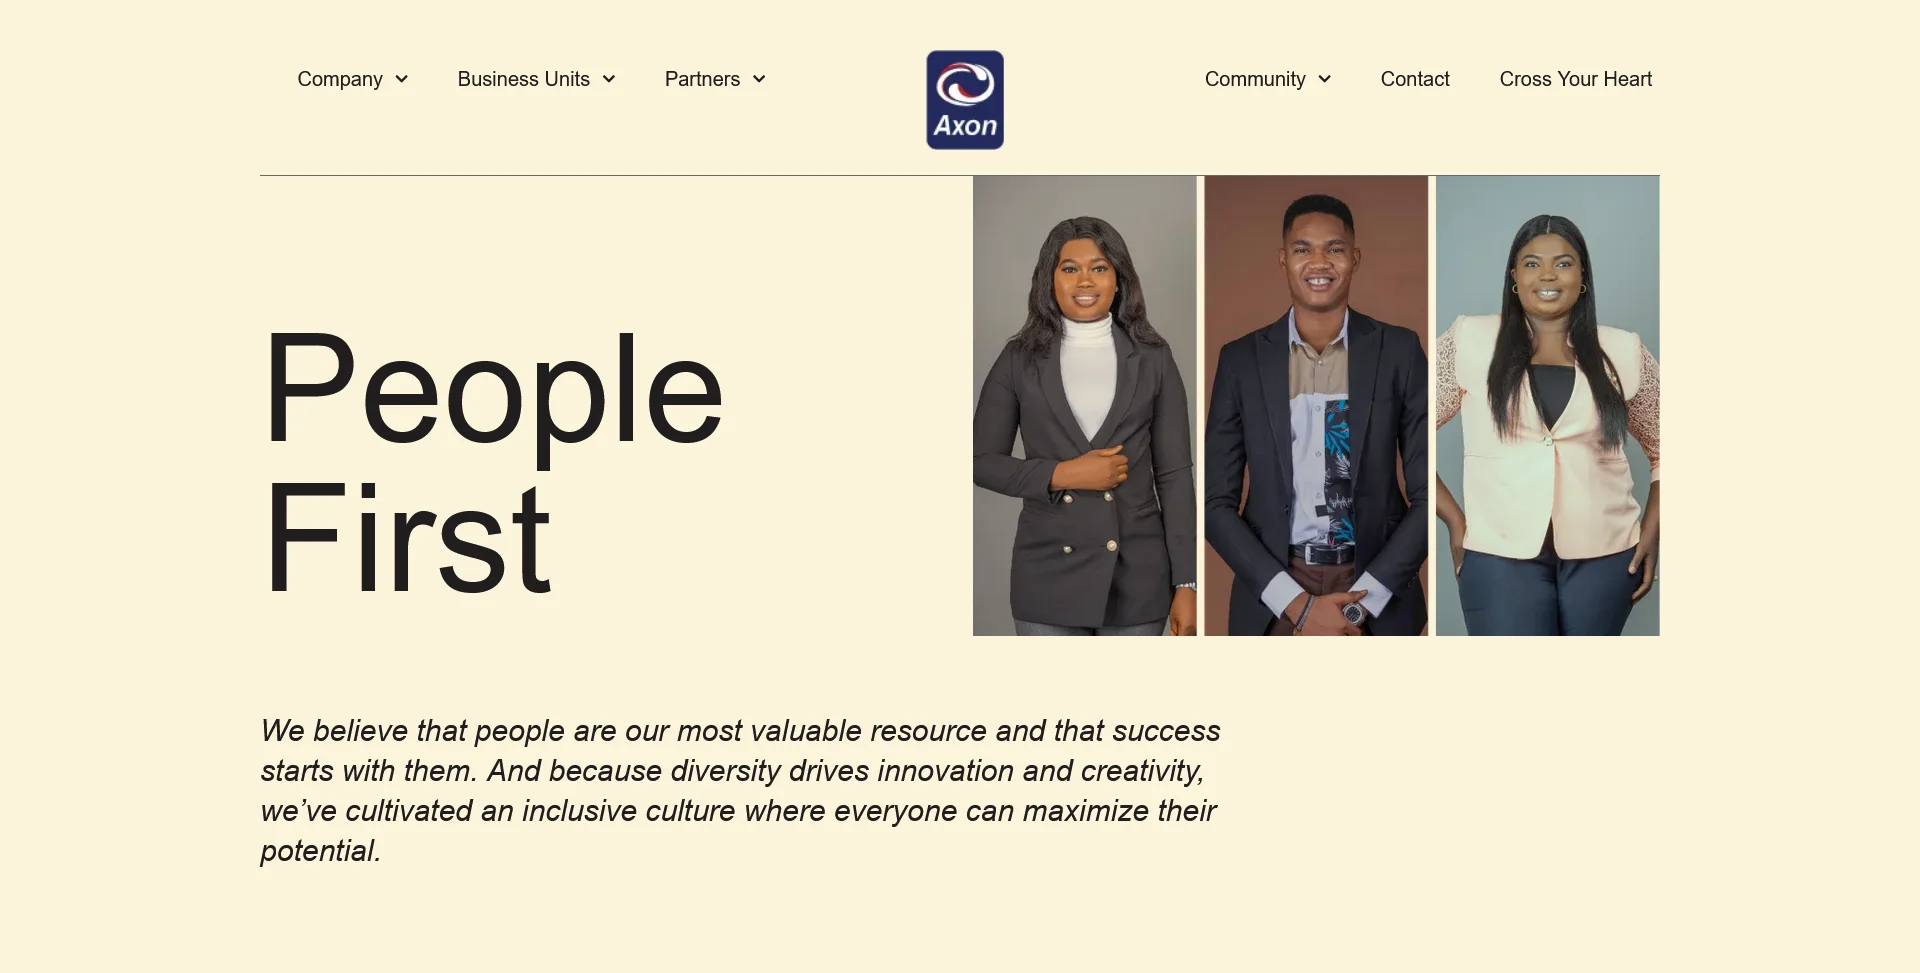 Company
Business Units
Partners
Axon
Community
Contact
Cross Your Heart
People
First
We believe that people are our most valuable resource and that success
starts with them. And because diversity drives innovation and creativity,
we’ve cultivated an inclusive culture where everyone can maximize their
potential.